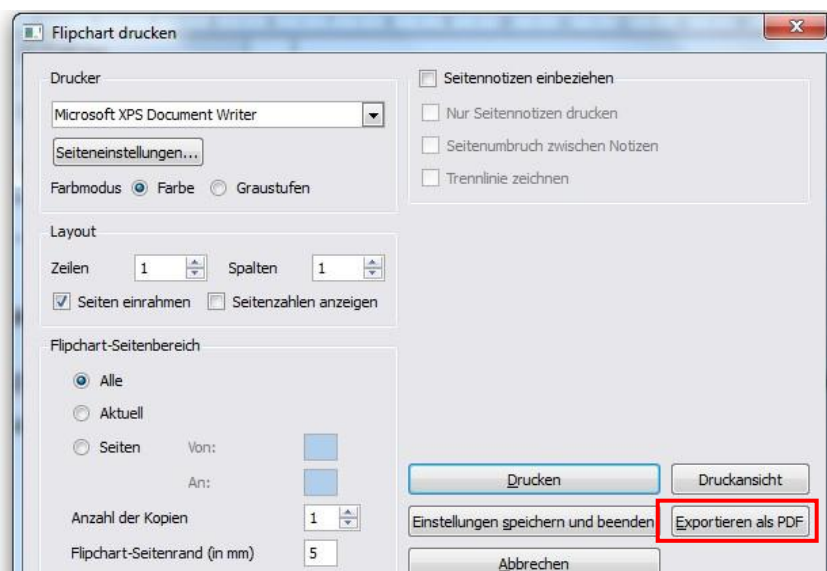 Flipchart drucken
Drucker
Microsoft XPS Document Writer
Seiteneinstellungen...
Farbmodus Farbe Graustufen
Layout
Zeilen 1 Spalten 1
Seiten einrahmen Seitenzahlen anzeigen
Flipchart-Seitenbereich
Alle
Aktuell
Seiten Von:
An:
Anzahl der Kopien 1
Flipchart-Seitenrand (in mm) 5
Seitennotizen einbeziehen
Nur Seitennotizen drucken
Seitenumbruch zwischen Notizen
Trennlinie zeichnen
Drucken Druckansicht
Einstellungen speichern und beenden Exportieren als PDF
Abbrechen